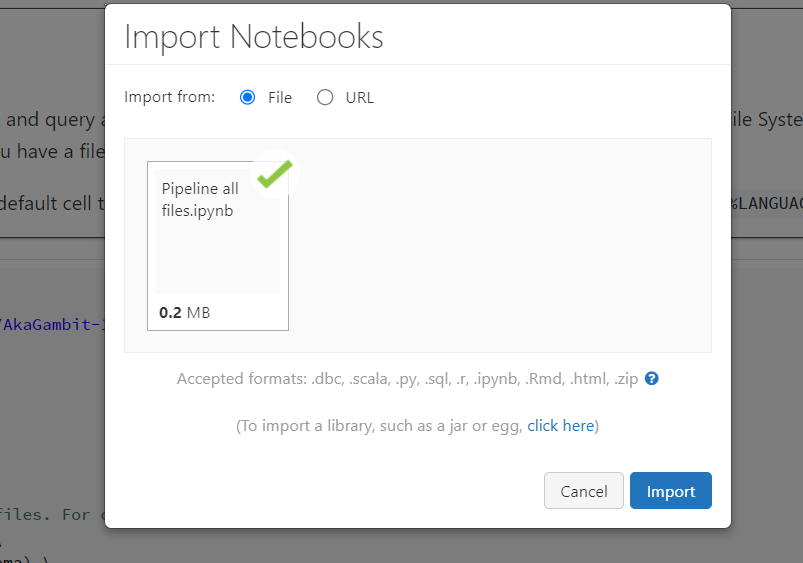 Import Notebooks
Import from: File URL
and query
ile Syste
u have a file
Pipeline all
files.ipynb
default cell
%LANGUAG
0.2 MB
/AkaGambit-
Accepted formats: .dbc, .scala, .py, .sql, .r, .ipynb, .Rmd, .html, .zip
(To import a library, such as a jar or egg, click here)
Cancel Import
files. For
\
ma) \